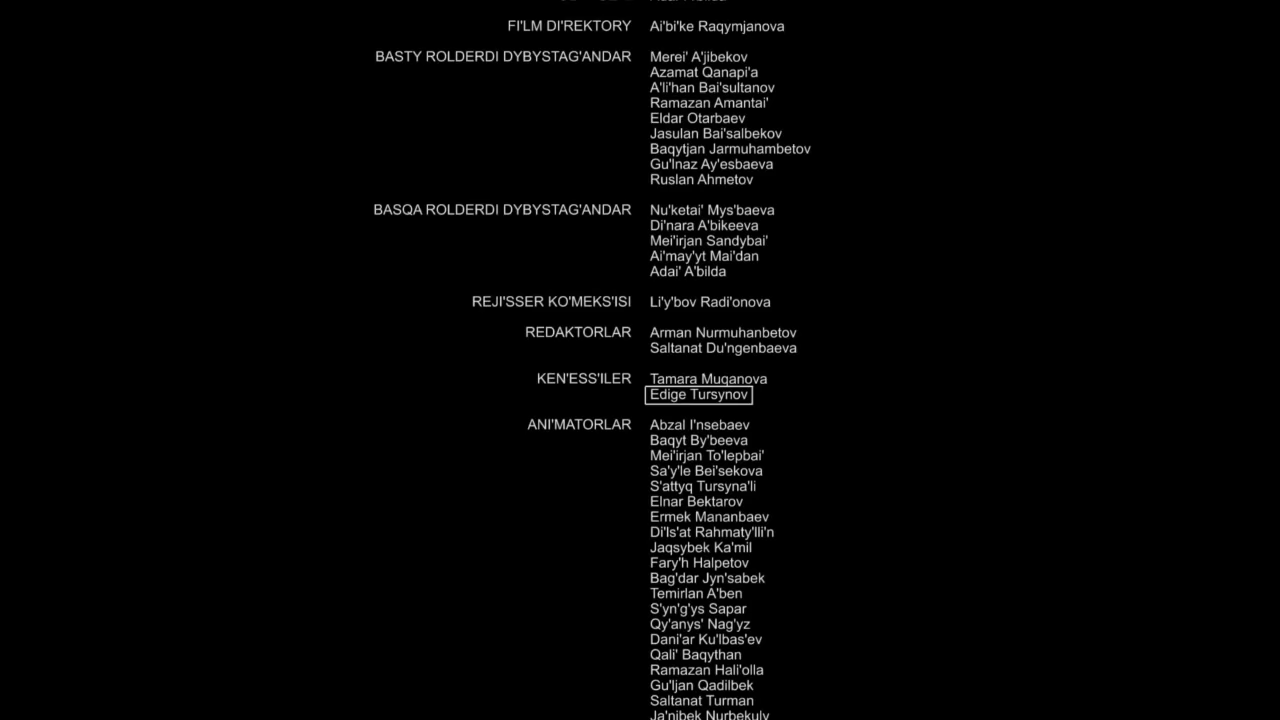 FI'LM DI'REKTORY Ai'bi'ke Raqymjanova
BASTY ROLDERDI DYBYSTAG'ANDAR Merei' A'jibekov
Azamat Qanapi'a
A'li'han Bai'sultanov
Ramazan Amantai'
Eldar Otarbaev
Jasulan Bai'salbekov
Baqytjan Jarmuhambetov
Gu'lnaz Ay'esbaeva
Ruslan Ahmetov
BASQA ROLDERDI DYBYSTAG'ANDAR Nu'ketai' Mys'baeva
Di'nara A'bikeeva
Mei'irjan Sandybai'
Ai'may'yt Mai'dan
Adai' A'bilda
REJI'SSER KO'MEKS'ISI Li'y'bov Radi'onova
REDAKTORLAR Arman Nurmuhanbetov
Saltanat Du'ngenbaeva
KEN'ESS'ILER Tamara Muqanova
Edige Tursynov
ANI'MATORLAR Abzal I'nsebaev
Baqyt By'beeva
Mei'irjan To'lepbai'
Sa'y'le Bei'sekova
S'attyq Tursyna'li
Elnar Bektarov
Ermek Mananbaev
Di'ls'at Rahmaty'lli'n
Jaqsybek Ka'mil
Fary'h Halpetov
Bag'dar Jyn'sabek
Temirlan A'ben
S'yn'g'ys Sapar
Qy'anys' Nag'yz
Dani'ar Ku'lbas'ev
Qali' Baqythan
Ramazan Hali'olla
Gu'ljan Qadilbek
Saltanat Turman
Ja'nibek Nurbekuly